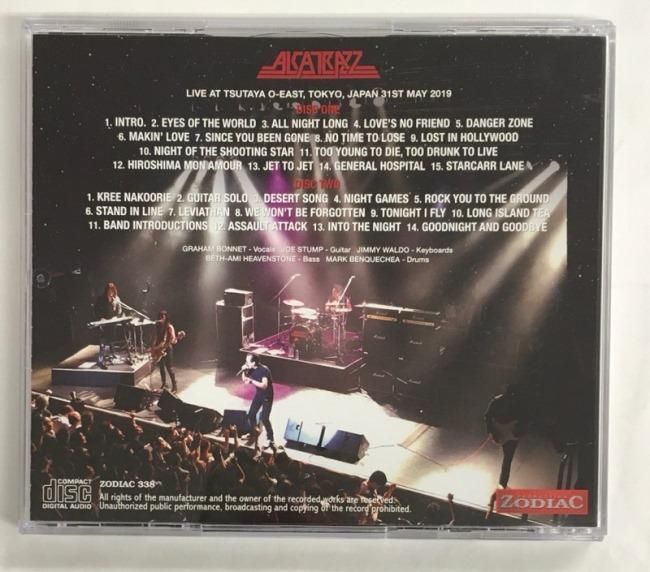 ALCATRAZZ
LIVE AT TSUTAYA O-EAST, TOKYO, JAPAN 31ST MAY 2019
DISC ONE
1. INTRO. 2. EYES OF THE WORLD 3. ALL NIGHT LONG 4. LOVE'S NO FRIEND 5. DANGER ZONE
6. MAKIN' LOVE 7. SINCE YOU BEEN GONE 8. NO TIME TO LOSE 9. LOST IN HOLLYWOOD
10. NIGHT OF THE SHOOTING STAR 11. TOO YOUNG TO DIE, TOO DRUNK TO LIVE
12. HIROSHIMA MON AMOUR 13. JET TO JET 14. GENERAL HOSPITAL 15. STARCARR LANE
DISC TWO
1. KREE NAKOORIE 2. GUITAR SOLO 3. DESERT SONG 4. NIGHT GAMES 5. ROCK YOU TO THE GROUND
6. STAND IN LINE 7. LEVIATHAN 8. WE WON'T BE FORGOTTEN 9. TONIGHT I FLY 10. LONG ISLAND TEA
11. BAND INTRODUCTIONS 12. ASSAULT ATTACK 13. INTO THE NIGHT 14. GOODNIGHT AND GOODBYE
GRAHAM BONNET - Vocals JOE STUMP - Guitar JIMMY WALDO - Keyboards
BETH-AMI HEAVENSTONE - Bass MARK BENQUECHEA - Drums
COMPACT
disc
DIGITAL AUDIO
ZODIAC 338
All rights of the manufacturer and the owner of the recorded works are reserved.
Unauthorized public performance, broadcasting and copying of the record prohibited.
ZODIAC